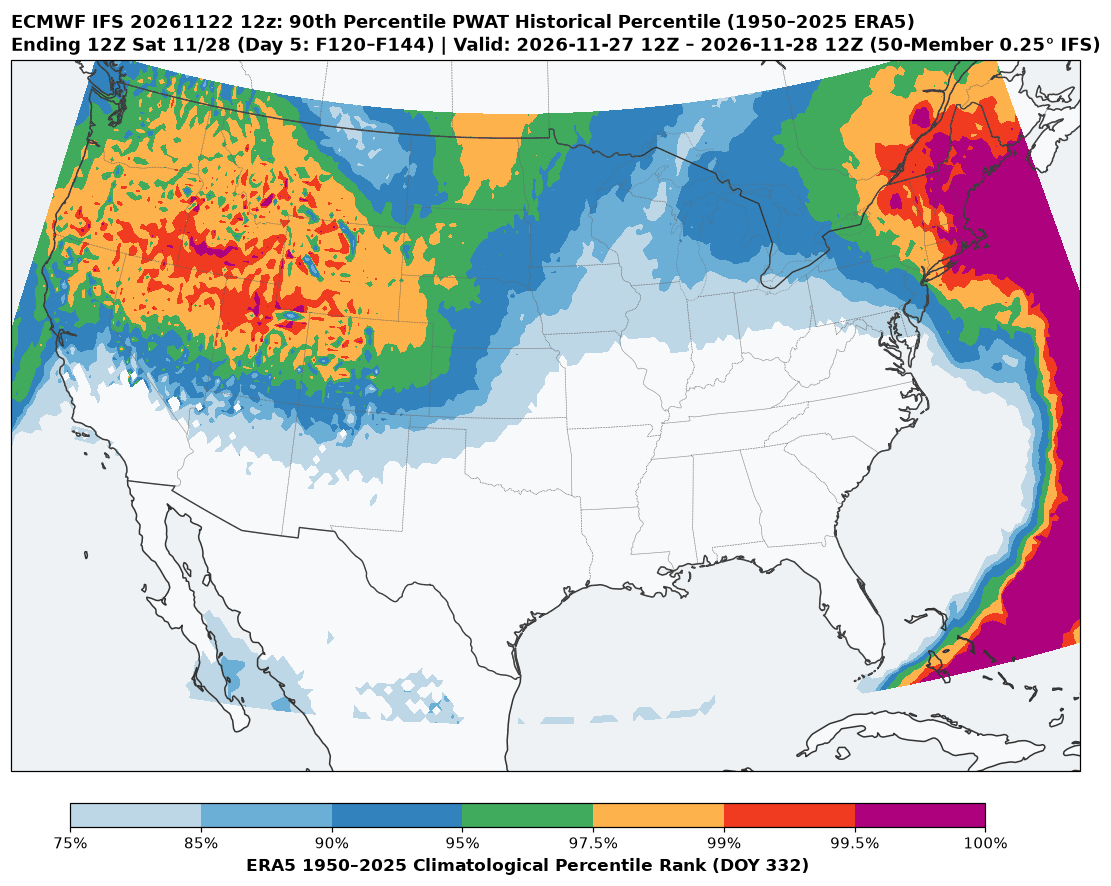 ECMWF IFS 20261122 12z: 90th Percentile PWAT Historical Percentile (1950–2025 ERA5)
Ending 12Z Sat 11/28 (Day 5: F120–F144) | Valid: 2026-11-27 12Z – 2026-11-28 12Z (50-Member 0.25° IFS)
75% 85% 90% 95% 97.5% 99% 99.5% 100%
ERA5 1950–2025 Climatological Percentile Rank (DOY 332)